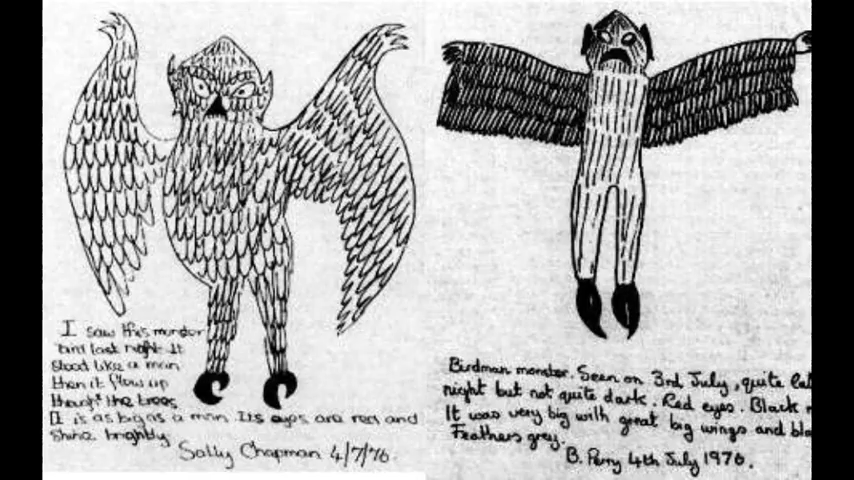 I saw this monster
bird last night. It
stood like a man
then it flew up
the trees
It is as big as a man. Its eyes are red and
shine brightly
Sally Chapman 4/7/76.
Birdman monster. Seen on 3rd July, quite lat
night but not quite dark. Red eyes. Black m
It was very big with great big wings and bla
Feathers grey.
B. Perry 4th July 1976.